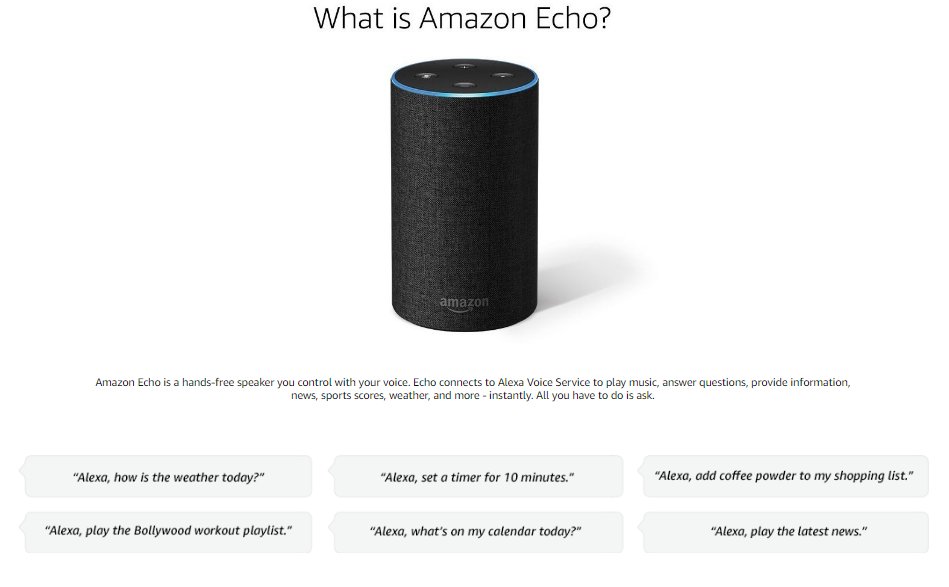 What is Amazon Echo?
amazon
Amazon Echo is a hands-free speaker you control with your voice. Echo connects to Alexa Voice Service to play music, answer questions, provide information,
news, sports scores, weather, and more - instantly. All you have to do is ask.
“Alexa, how is the weather today?”
“Alexa, set a timer for 10 minutes.”
“Alexa, add coffee powder to my shopping list.”
“Alexa, play the Bollywood workout playlist.”
“Alexa, what's on my calendar today?”
“Alexa, play the latest news.”